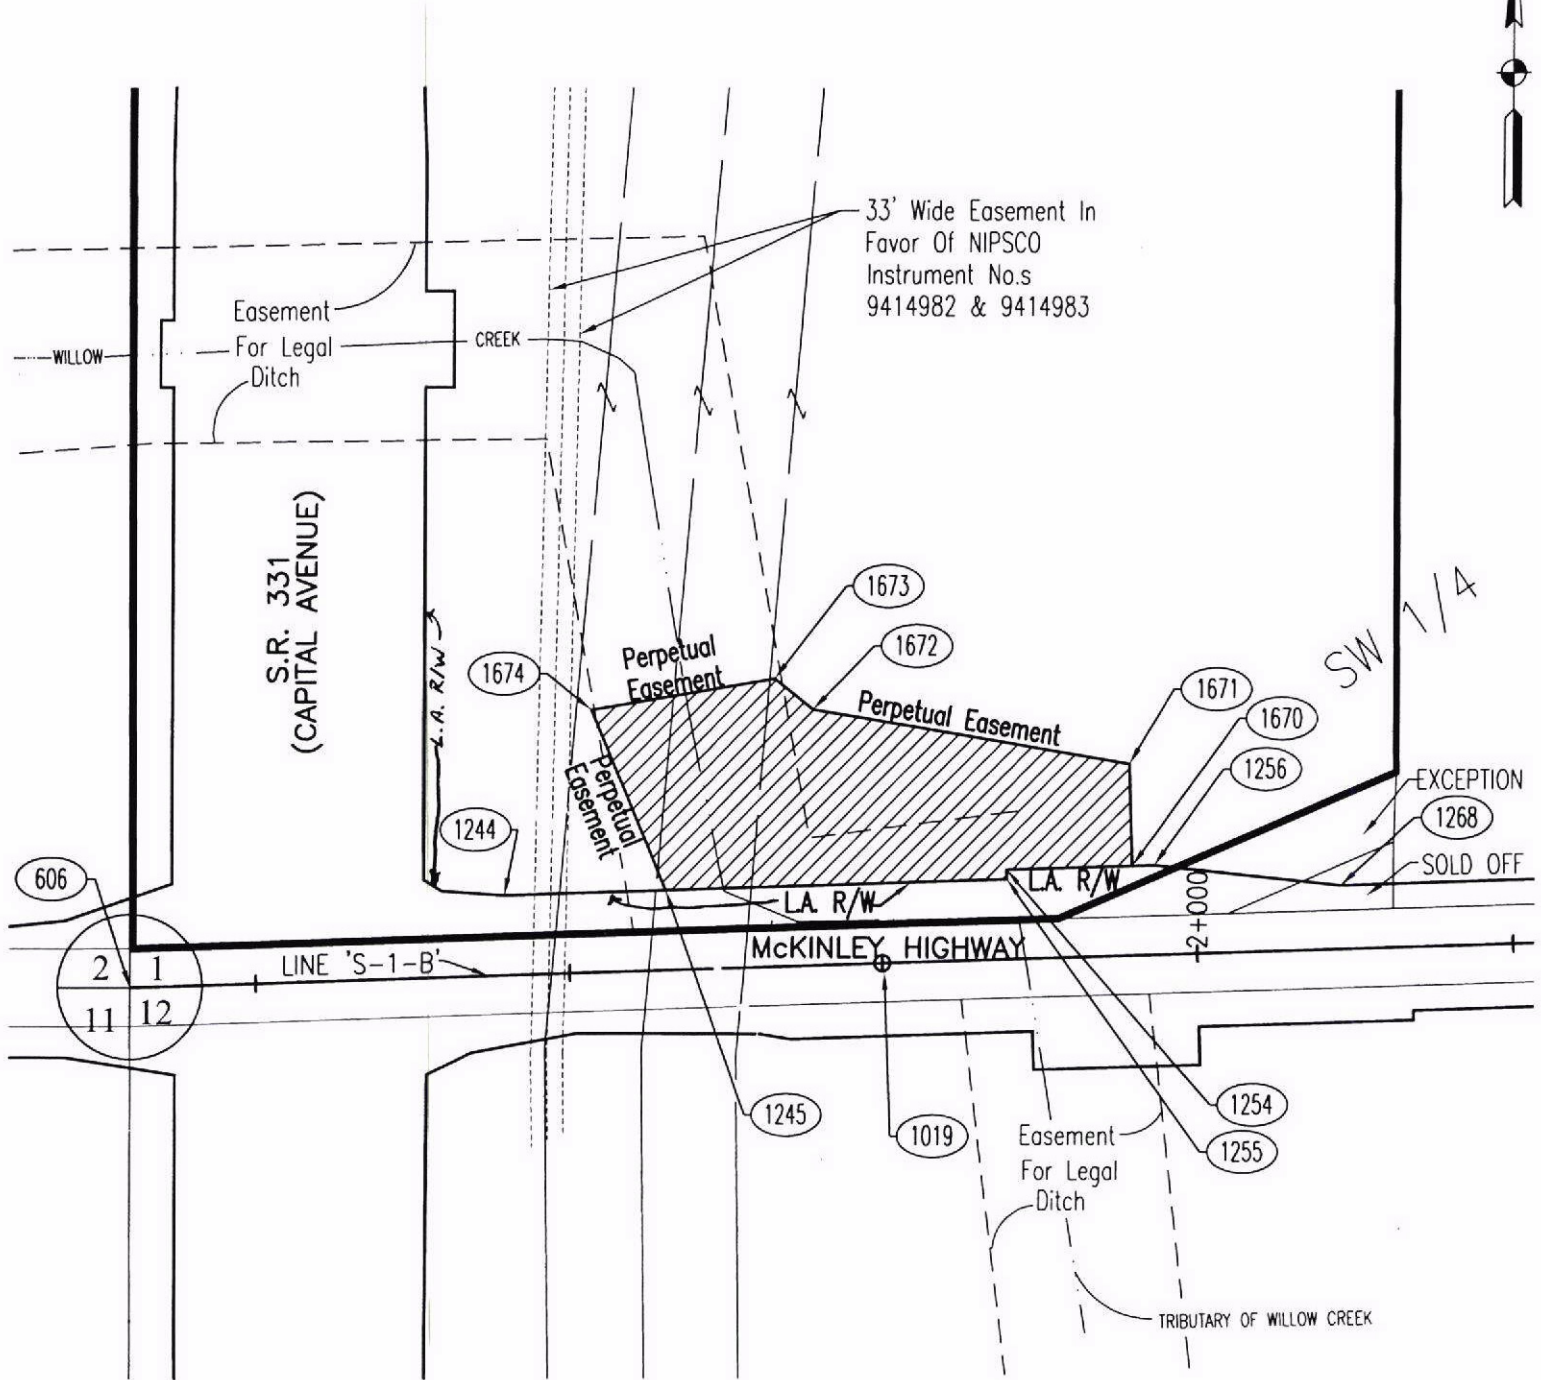 33' Wide Easement In
Favor Of NIPSCO
Instrument No.s
9414982 & 9414983
Easement
For Legal
Ditch
WILLOW
CREEK
S.R. 331
(CAPITAL AVENUE)
L.A. R/W
1673
1672
1674
1671
1670
1256
SW 1/4
Perpetual
Easement
Perpetual Easement
Perpetual
Easement
EXCEPTION
1268
SOLD OFF
1244
606
L.A. R/W
L.A. R/W
2+000
McKINLEY HIGHWAY
LINE 'S-1-B'
2 1
11 12
1245
1019
1254
1255
Easement
For Legal
Ditch
TRIBUTARY OF WILLOW CREEK